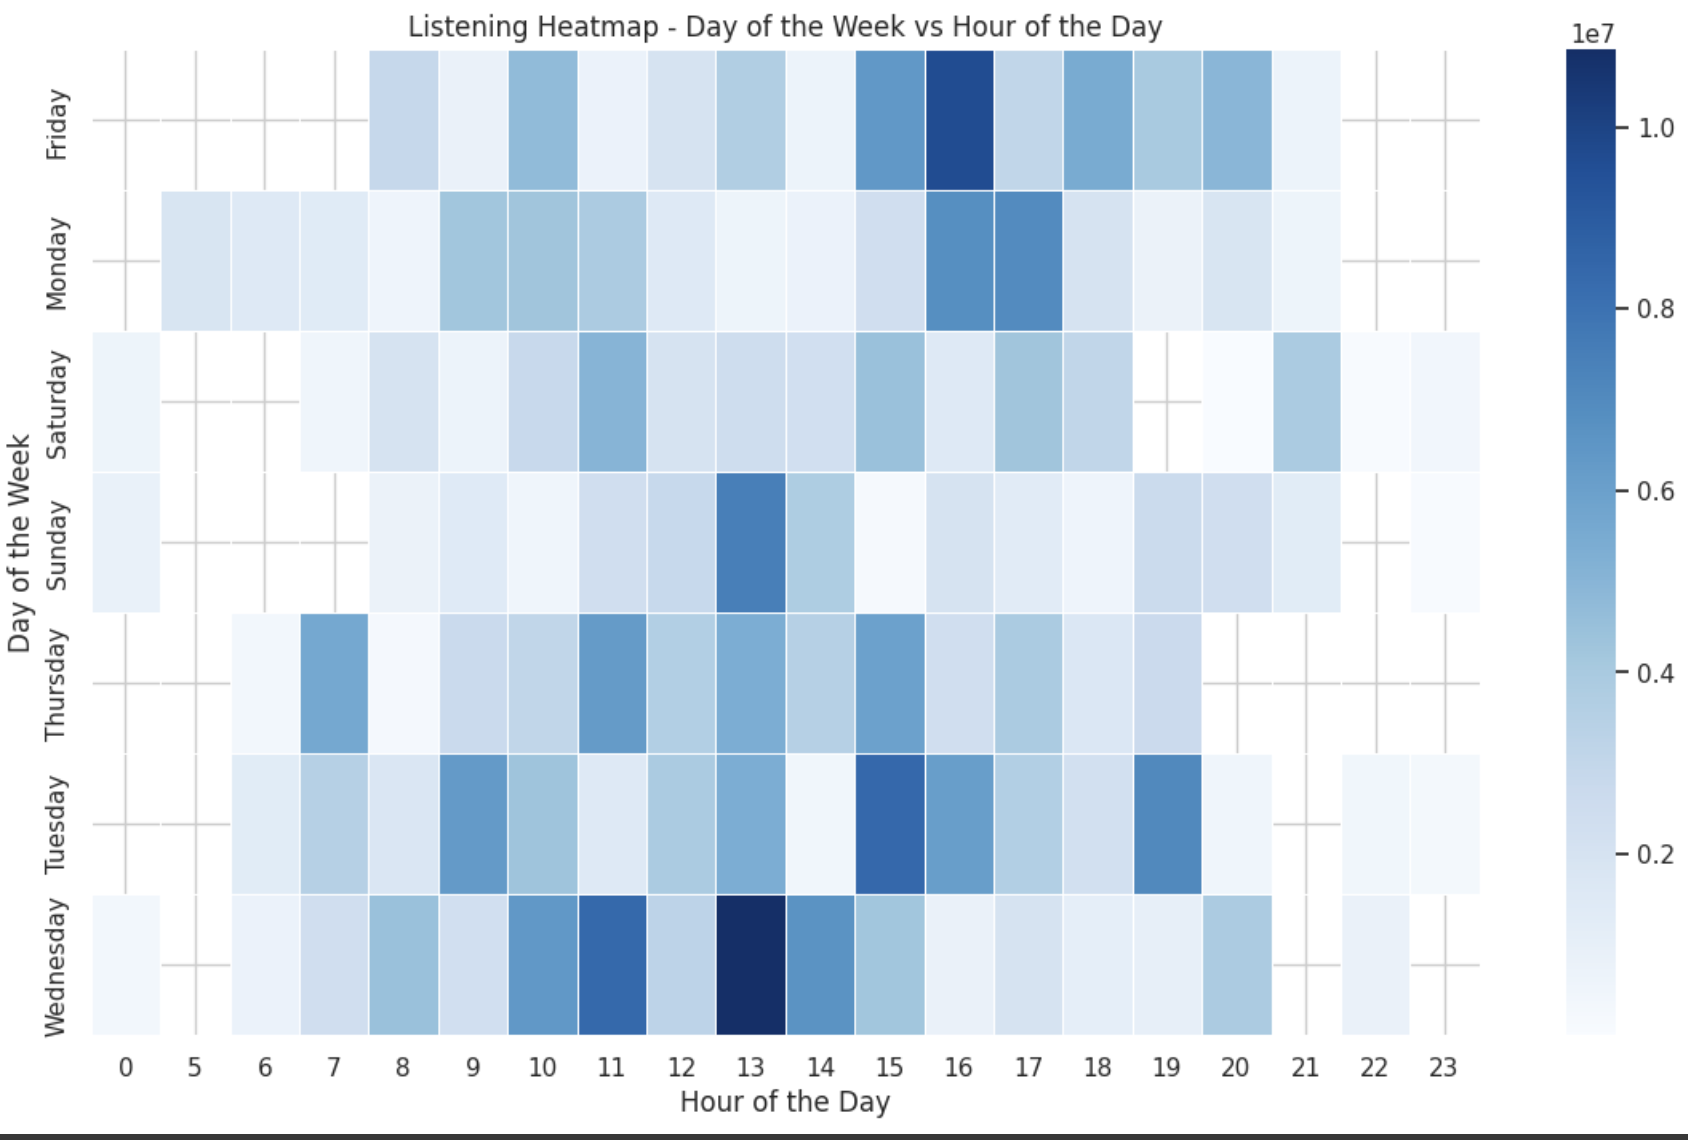 Listening Heatmap - Day of the Week vs Hour of the Day
1e7
Day of the Week
Friday
Monday
Saturday
Sunday
Thursday
Tuesday
Wednesday
0 5 6 7 8 9 10 11 12 13 14 15 16 17 18 19 20 21 22 23
Hour of the Day
1.0
0.8
0.6
0.4
0.2